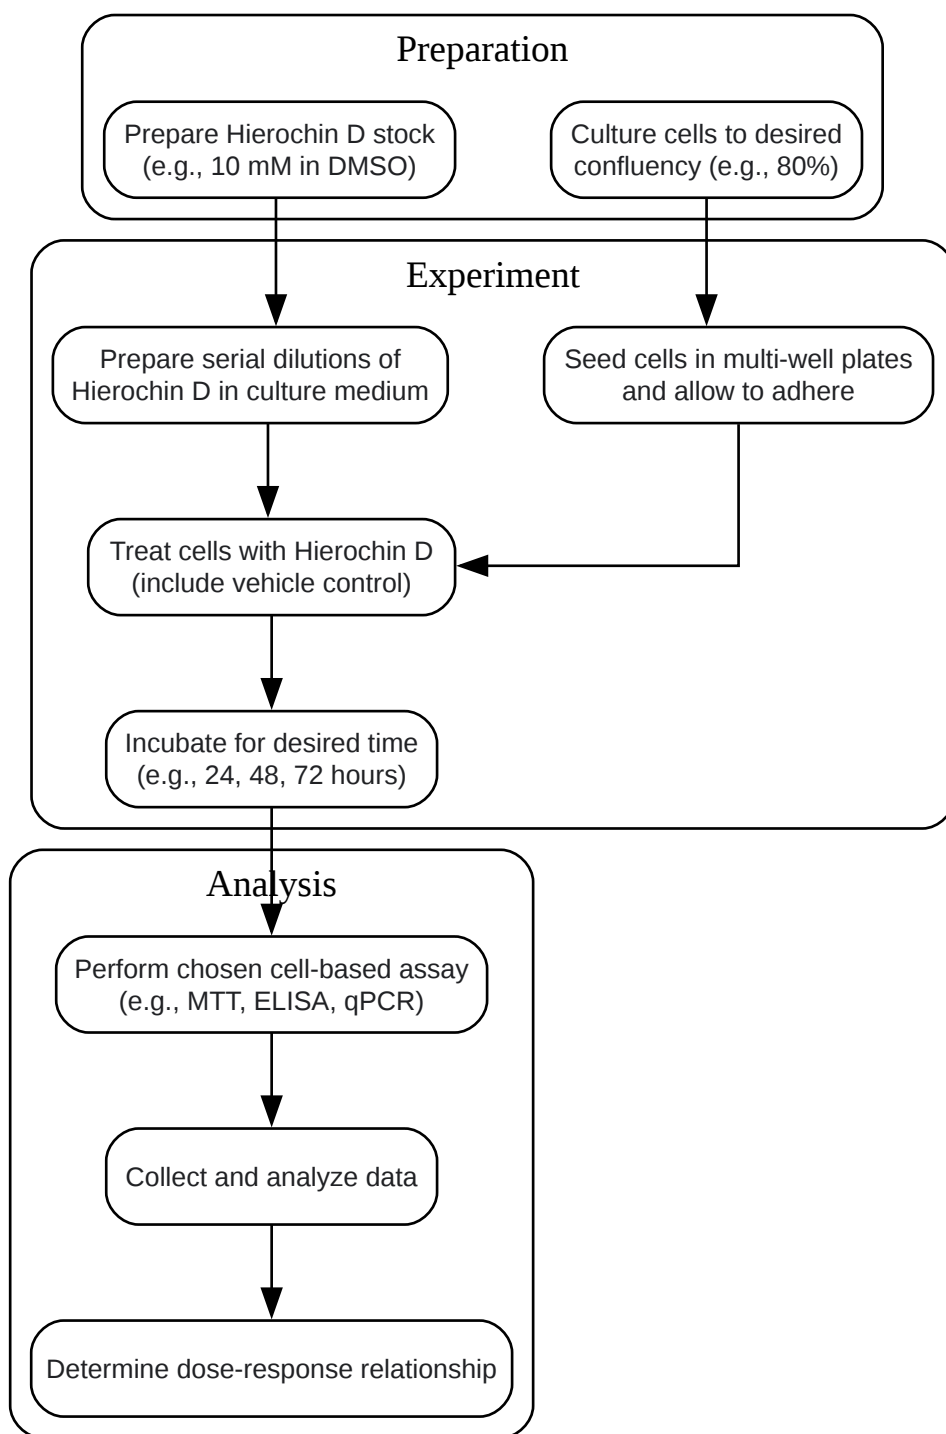 Preparation
Prepare Hierochin D stock
(e.g., 10 mM in DMSO)
Culture cells to desired
confluency (e.g., 80%)
Experiment
Prepare serial dilutions of
Hierochin D in culture medium
Seed cells in multi-well plates
and allow to adhere
Treat cells with Hierochin D
(include vehicle control)
Incubate for desired time
(e.g., 24, 48, 72 hours)
Analysis
Perform chosen cell-based assay
(e.g., MTT, ELISA, qPCR)
Collect and analyze data
Determine dose-response relationship